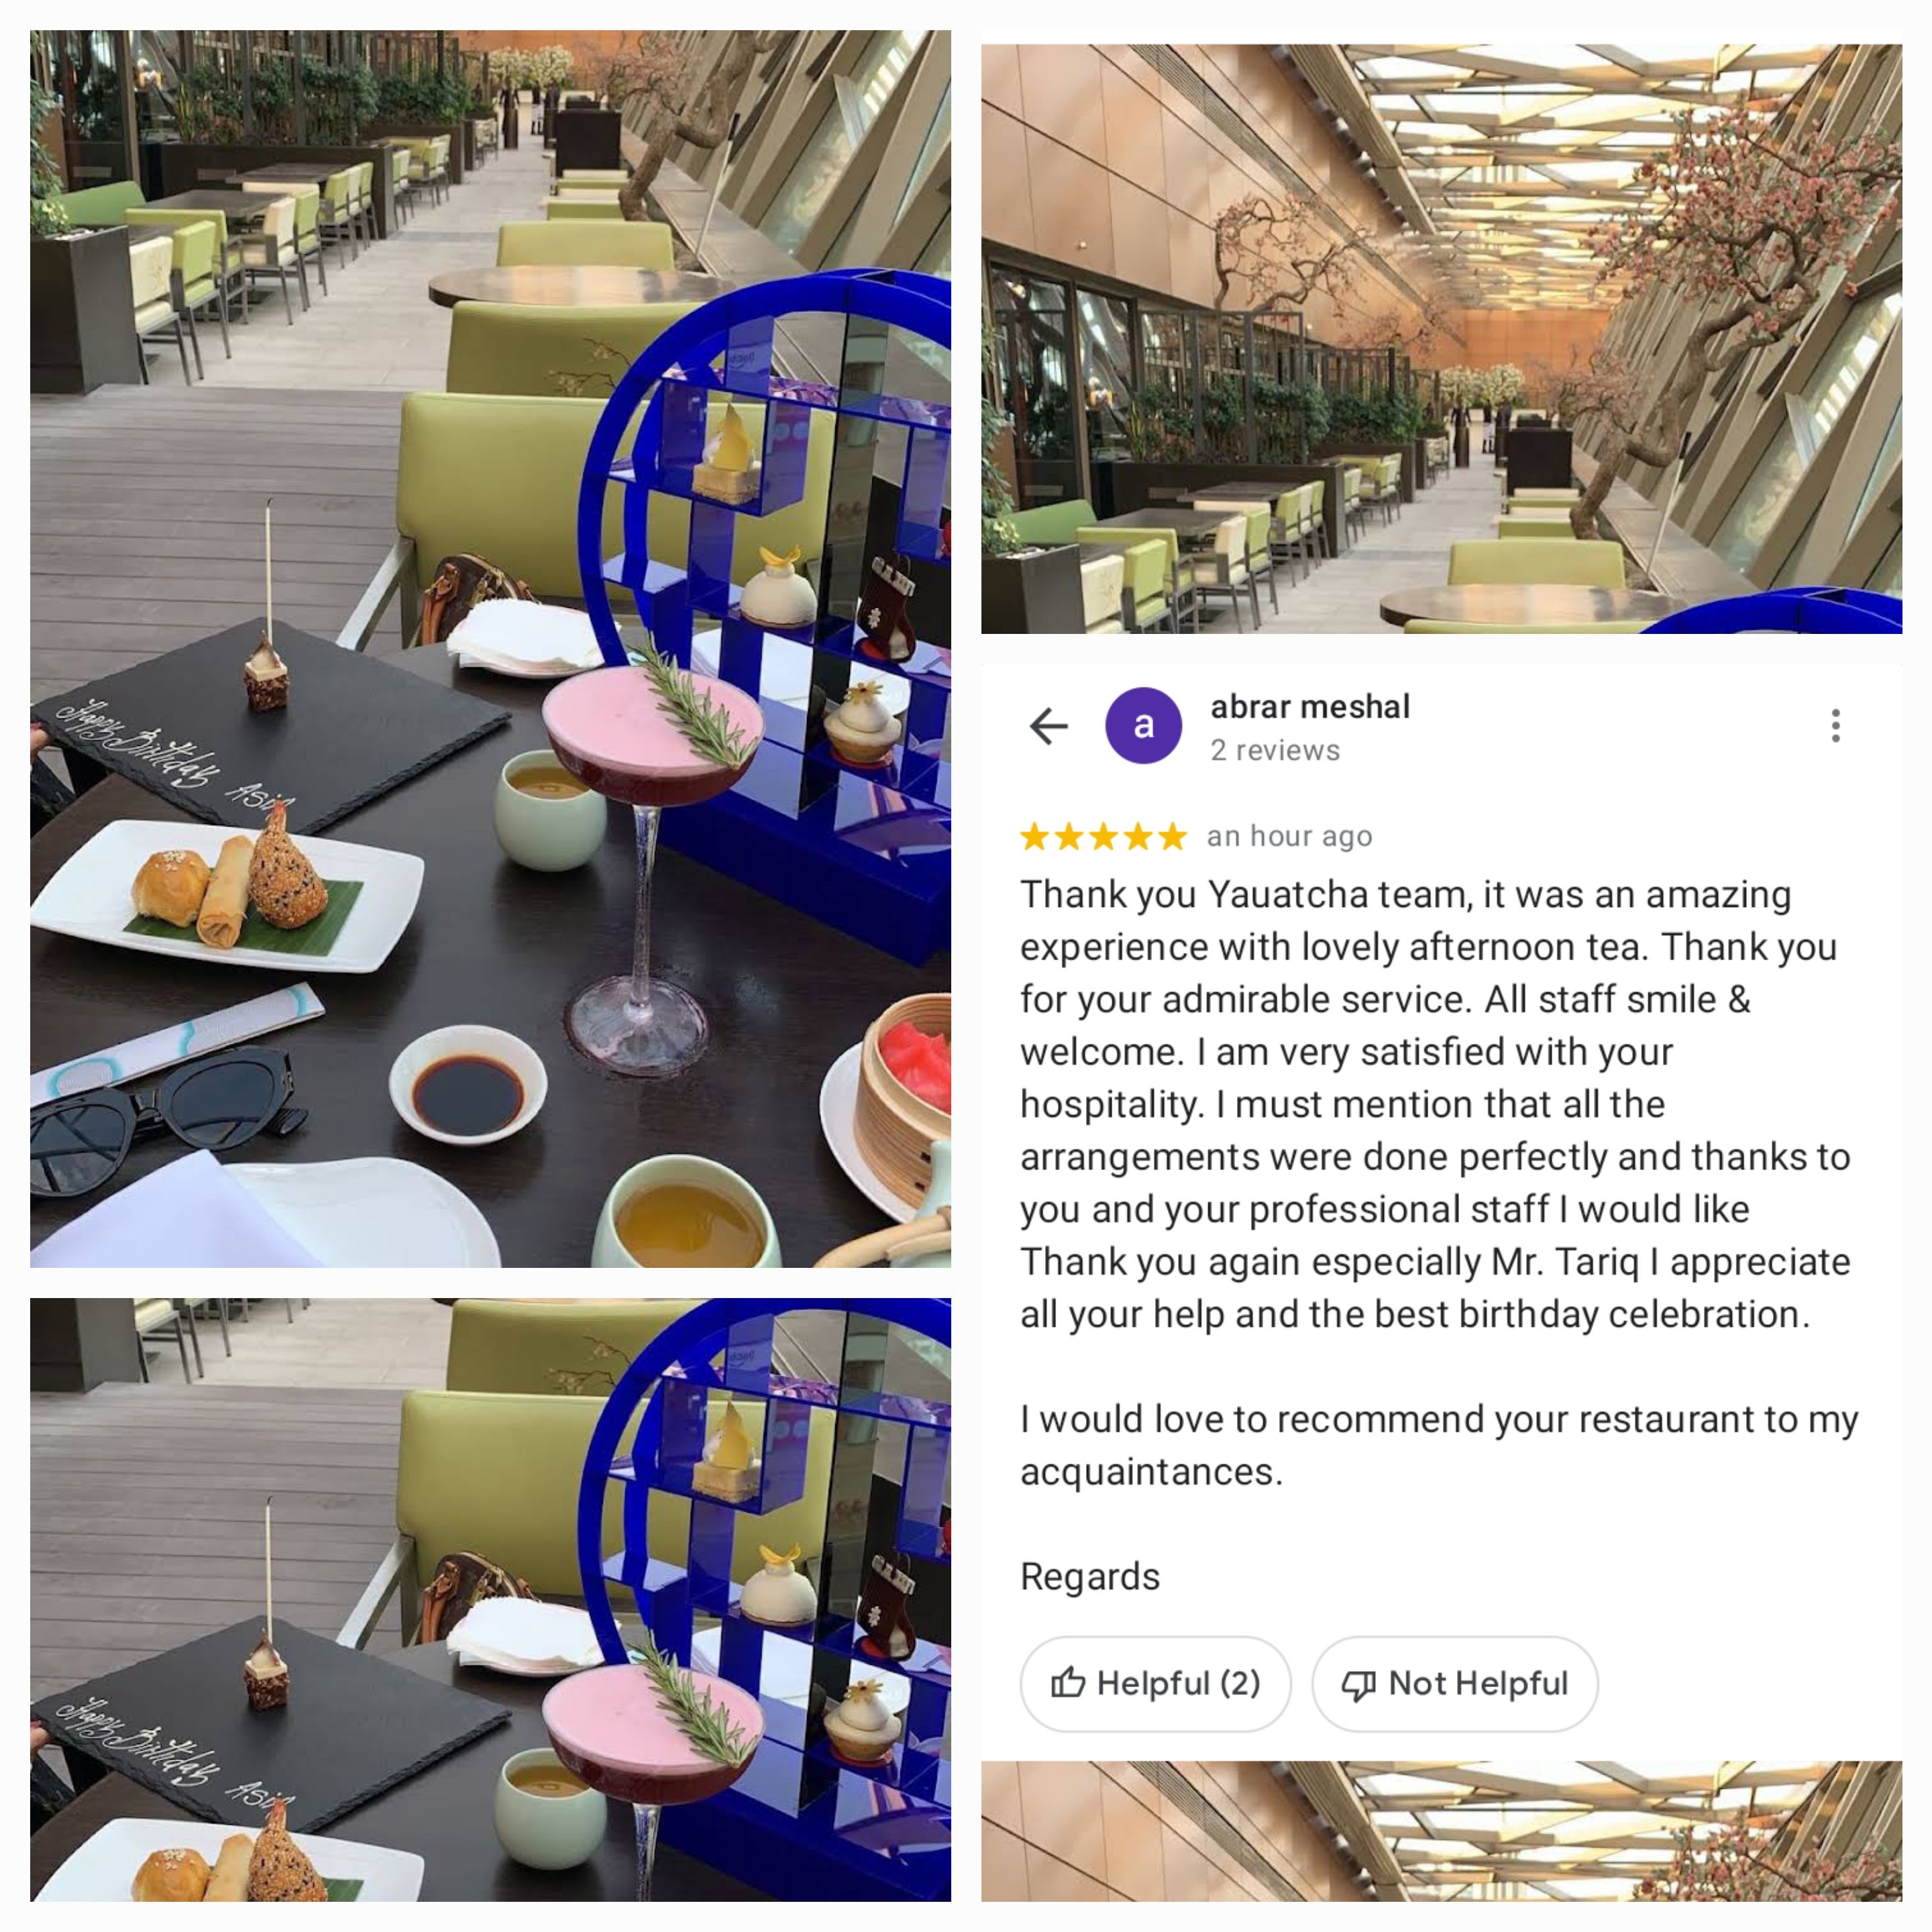 Happy Birthday Asia
abrar meshal
a
2 reviews
an hour ago
Thank you Yauatcha team, it was an amazing
experience with lovely afternoon tea. Thank you
for your admirable service. All staff smile &
welcome. I am very satisfied with your
hospitality. I must mention that all the
arrangements were done perfectly and thanks to
you and your professional staff I would like
Thank you again especially Mr. Tariq I appreciate
all your help and the best birthday celebration.
I would love to recommend your restaurant to my
acquaintances.
Regards
Helpful (2)
Not Helpful
Happy Birthday Asia